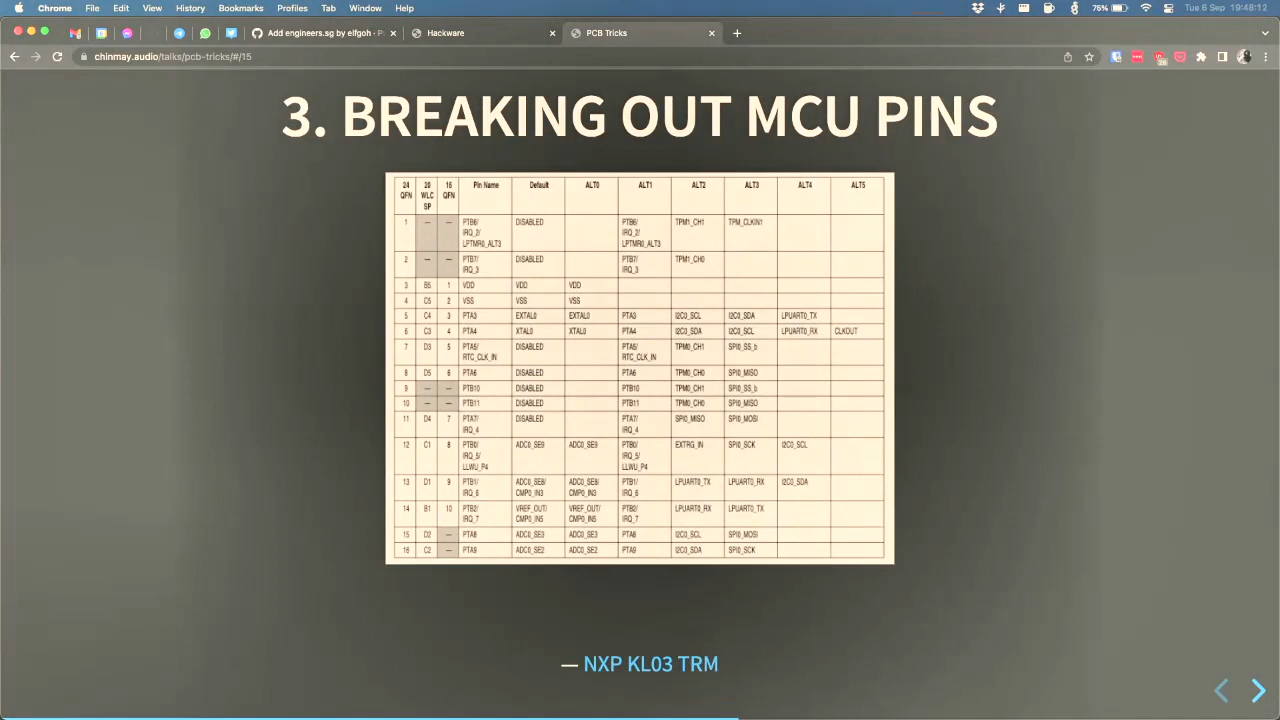 Chrome File Edit View History Bookmarks Profiles Tab Window Help 75% Tue 6 Sep 19:48:12
Add engineers.sg by elfgoh · P Hackware PCB Tricks
chinmay.audio/talks/pcb-tricks/#/15
3. BREAKING OUT MCU PINS
24 QFN 20 WLC SP 16 QFN Pin Name Default ALT0 ALT1 ALT2 ALT3 ALT4 ALT5
1 — — PTB6/ IRQ_2/ LPTMR0_ALT3 DISABLED PTB6/ IRQ_2/ LPTMR0_ALT3 TPM1_CH1 TPM_CLKIN1
2 — — PTB7/ IRQ_3 DISABLED PTB7/ IRQ_3 TPM1_CH0
3 B5 1 VDD VDD VDD
4 C5 2 VSS VSS VSS
5 C4 3 PTA3 EXTAL0 EXTAL0 PTA3 I2C0_SCL I2C0_SDA LPUART0_TX
6 C3 4 PTA4 XTAL0 XTAL0 PTA4 I2C0_SDA I2C0_SCL LPUART0_RX CLKOUT
7 D3 5 PTA5/ RTC_CLK_IN DISABLED PTA5/ RTC_CLK_IN TPM0_CH1 SPI0_SS_b
8 D5 6 PTA6 DISABLED PTA6 TPM0_CH0 SPI0_MISO
9 — — PTB10 DISABLED PTB10 TPM0_CH1 SPI0_SS_b
10 — — PTB11 DISABLED PTB11 TPM0_CH0 SPI0_MISO
11 D4 7 PTA7/ IRQ_4 DISABLED PTA7/ IRQ_4 SPI0_MISO SPI0_MOSI
12 C1 8 PTB0/ IRQ_5/ LLWU_P4 ADC0_SE9 ADC0_SE9 PTB0/ IRQ_5/ LLWU_P4 EXTRG_IN SPI0_SCK I2C0_SCL
13 D1 9 PTB1/ IRQ_6 ADC0_SE8/ CMP0_IN3 ADC0_SE8/ CMP0_IN3 PTB1/ IRQ_6 LPUART0_TX LPUART0_RX I2C0_SDA
14 B1 10 PTB2/ IRQ_7 VREF_OUT/ CMP0_IN5 VREF_OUT/ CMP0_IN5 PTB2/ IRQ_7 LPUART0_RX LPUART0_TX
15 D2 — PTA8 ADC0_SE3 ADC0_SE3 PTA8 I2C0_SCL SPI0_MOSI
16 C2 — PTA9 ADC0_SE2 ADC0_SE2 PTA9 I2C0_SDA SPI0_SCK
— NXP KL03 TRM